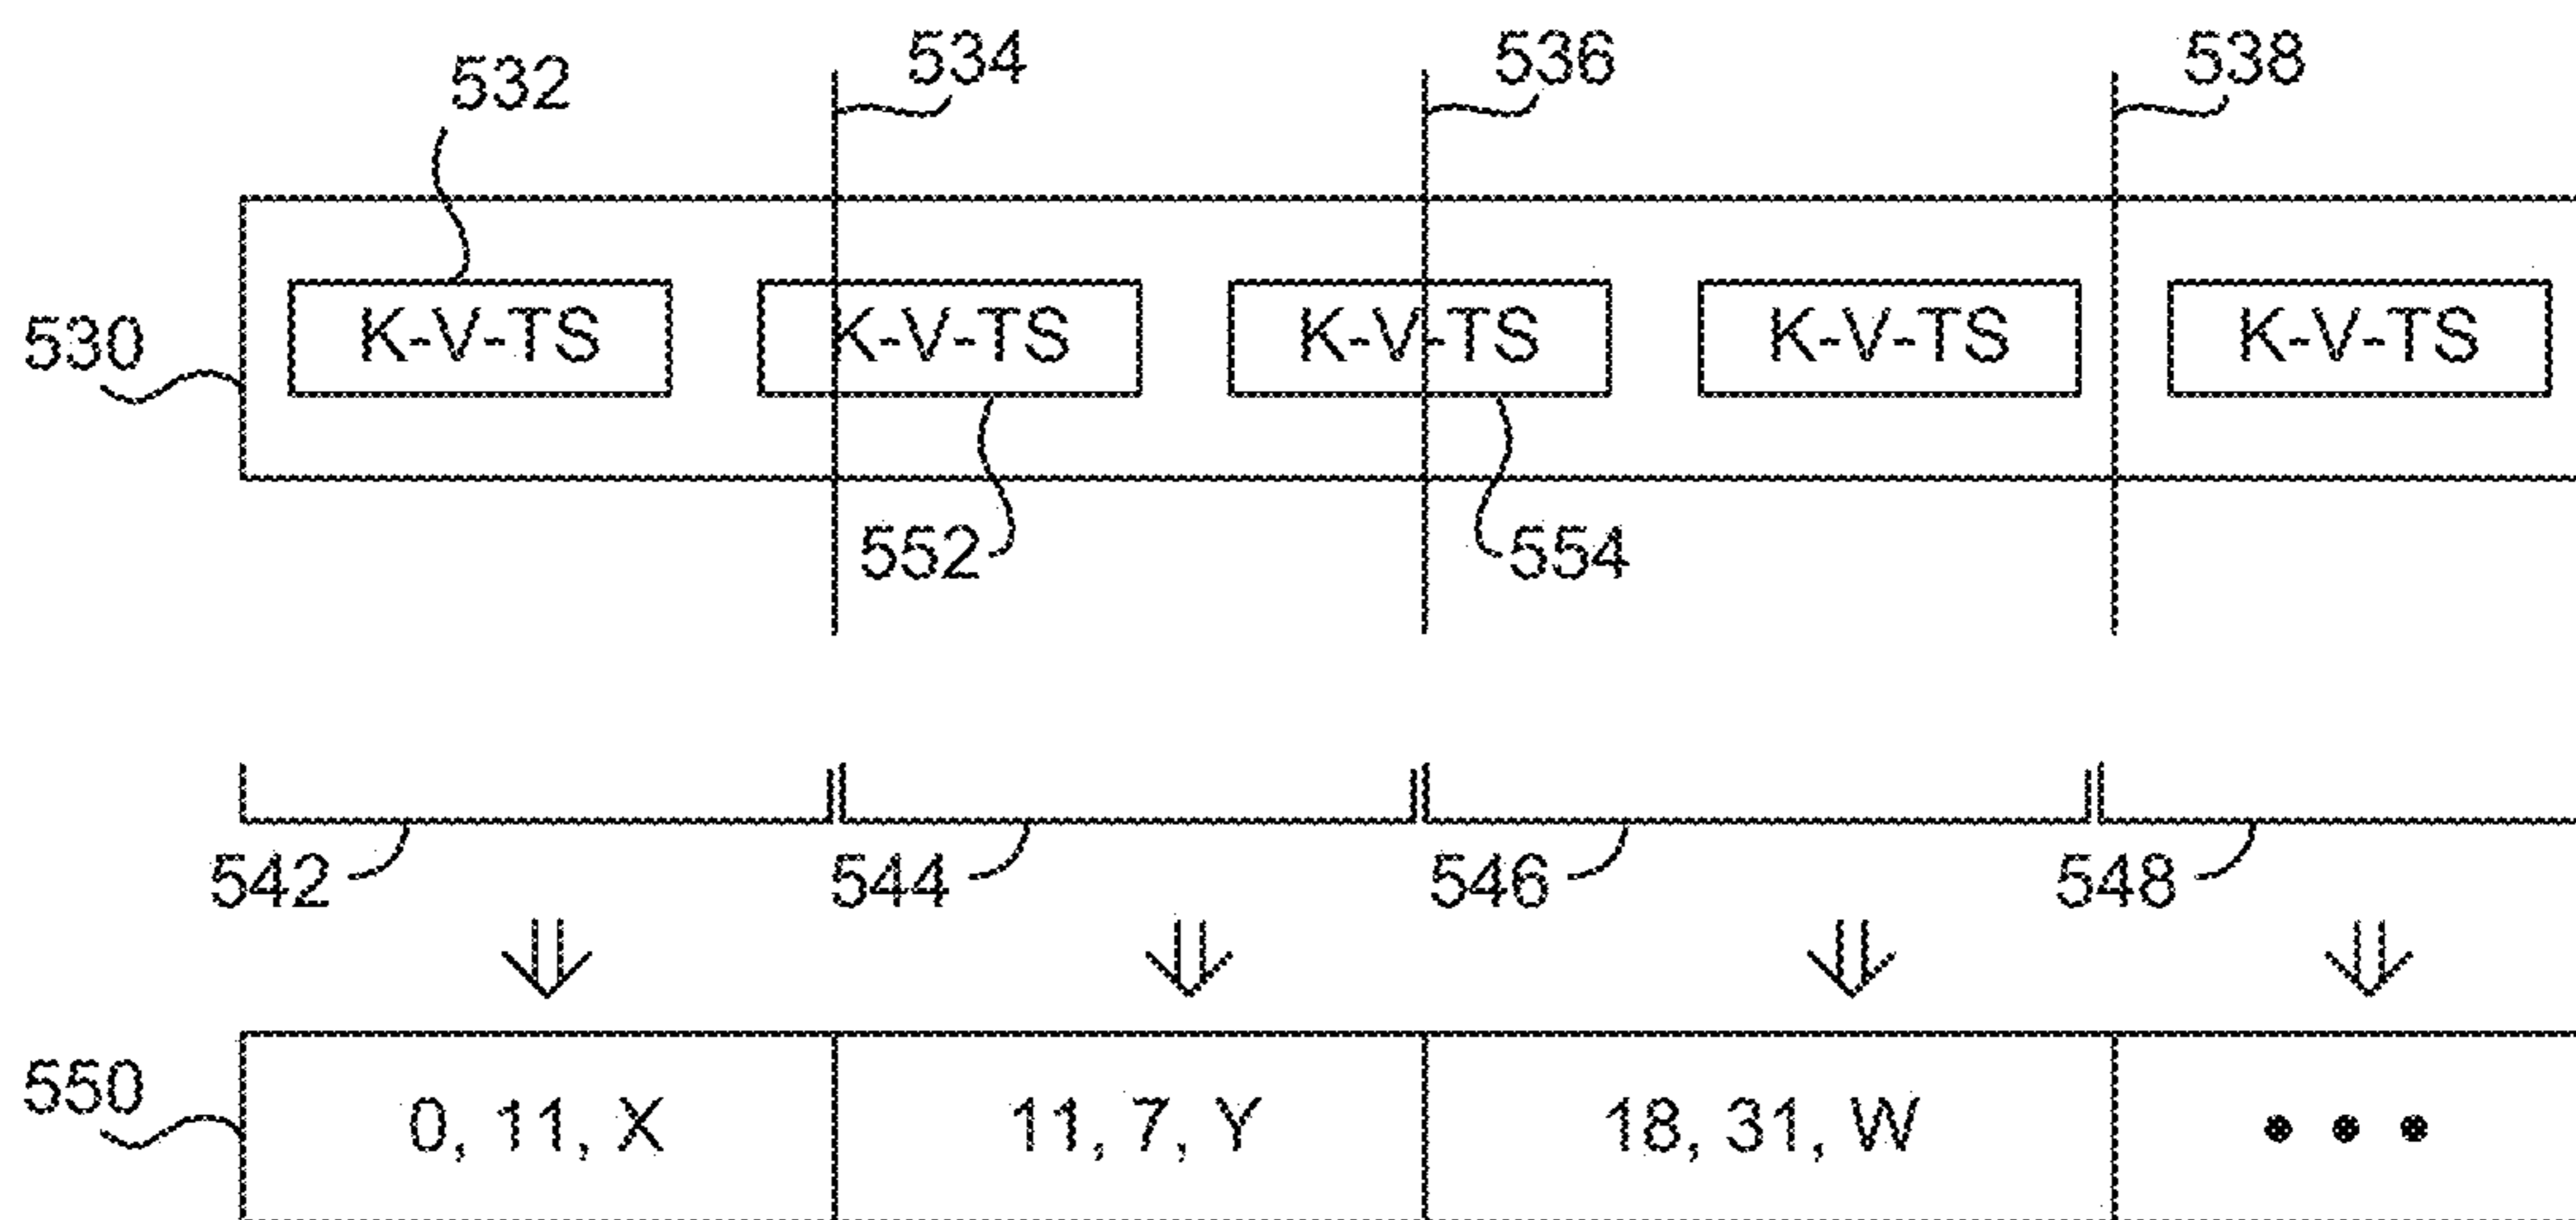 532
534
536
538
530
K-V-TS
K-V-TS
K-V-TS
K-V-TS
K-V-TS
552
554
542
544
546
548
550
0, 11, X
11, 7, Y
18, 31, W
● ● ●